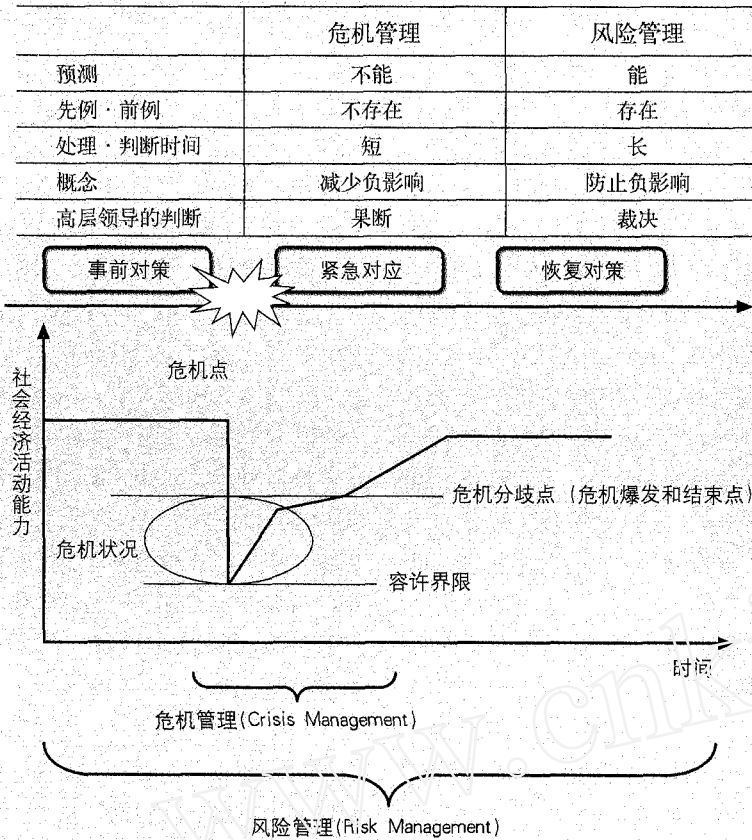 危机管理 风险管理
预测 不能 能
先例·前例 不存在 存在
处理·判断时间 短 长
概念 减少负影响 防止负影响
高层领导的判断 果断 裁决
事前对策 紧急对应 恢复对策
危机点
社会经济活动能力
危机分歧点 (危机爆发和结束点)
危机状况
容许界限
时间
危机管理(Crisis Management)
风险管理(Risk Management)
www.cnk